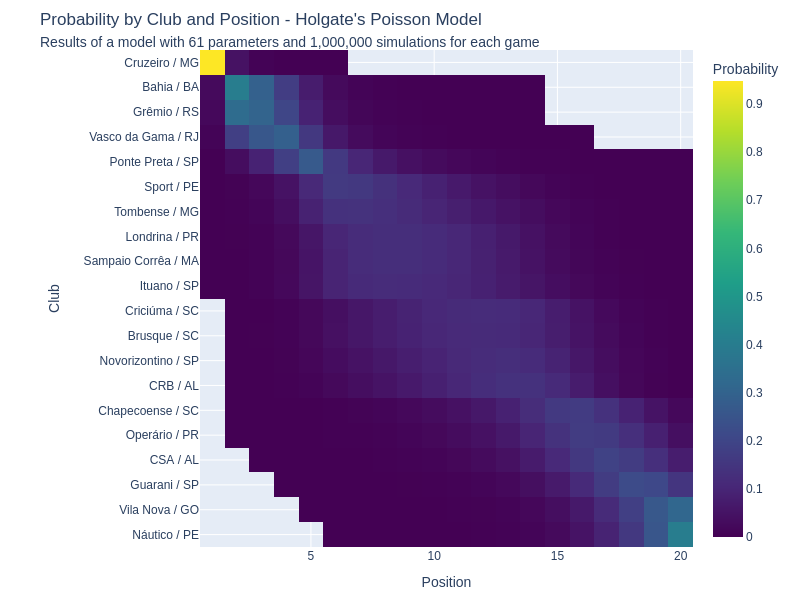 Probability by Club and Position - Holgate's Poisson Model
Results of a model with 61 parameters and 1,000,000 simulations for each game
Probability
Cruzeiro / MG
Bahia / BA
Grêmio / RS
Vasco da Gama / RJ
Ponte Preta / SP
Sport / PE
Tombense / MG
Londrina / PR
Sampaio Corrêa / MA
Ituano / SP
Criciúma / SC
Brusque / SC
Novorizontino / SP
CRB / AL
Chapecoense / SC
Operário / PR
CSA / AL
Guarani / SP
Vila Nova / GO
Náutico / PE
Club
5
10
15
20
Position
0.9
0.8
0.7
0.6
0.5
0.4
0.3
0.2
0.1
0